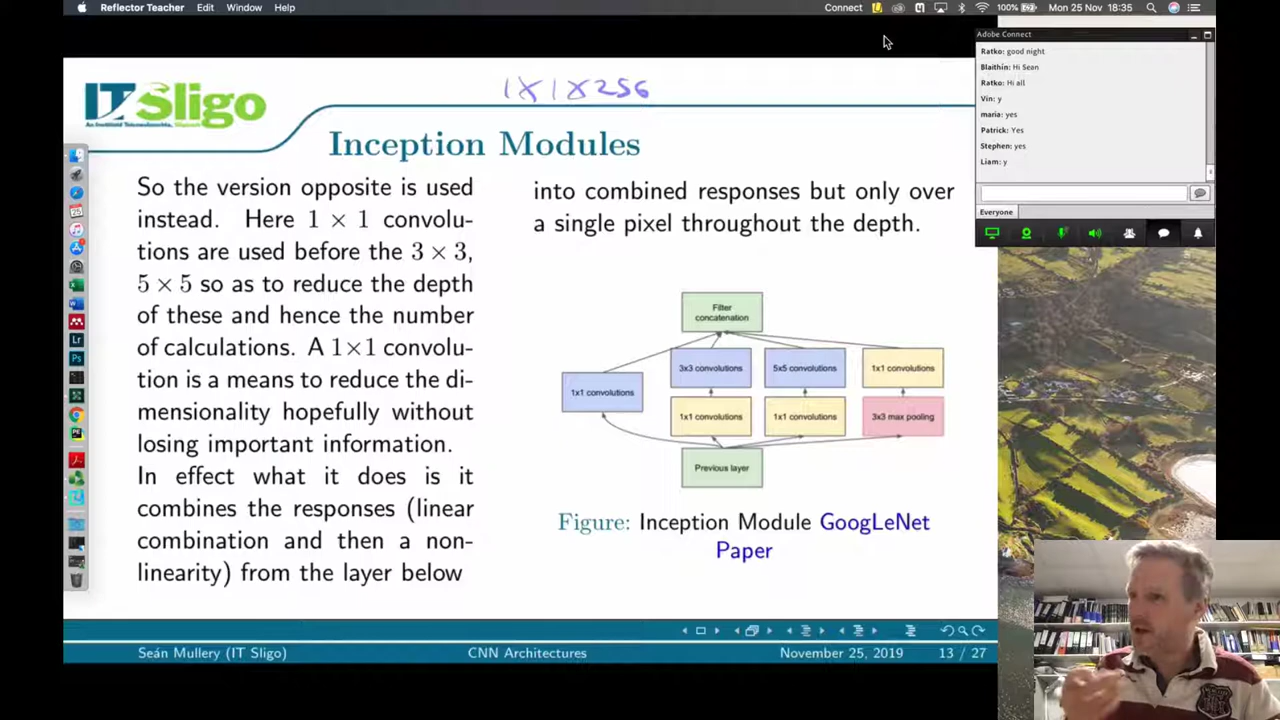 Reflector Teacher Edit Window Help
Connect 100% Mon 25 Nov 18:35
Adobe Connect
Ratko: good night
Blaithín: Hi Sean
Ratko: Hi all
Vin: y
maria: yes
Patrick: Yes
Stephen: yes
Liam: y
Everyone
IT Sligo
1 x 1 x 256
Inception Modules
So the version opposite is used
instead. Here 1 × 1 convolu-
tions are used before the 3 × 3,
5 × 5 so as to reduce the depth
of these and hence the number
of calculations. A 1×1 convolu-
tion is a means to reduce the di-
mensionality hopefully without
losing important information.
In effect what it does is it
combines the responses (linear
combination and then a non-
linearity) from the layer below
into combined responses but only over
a single pixel throughout the depth.
Filter
concatenation
3x3 convolutions 5x5 convolutions 1x1 convolutions
1x1 convolutions
1x1 convolutions 1x1 convolutions 3x3 max pooling
Previous layer
Figure: Inception Module GoogLeNet
Paper
Seán Mullery (IT Sligo) CNN Architectures November 25, 2019 13 / 27